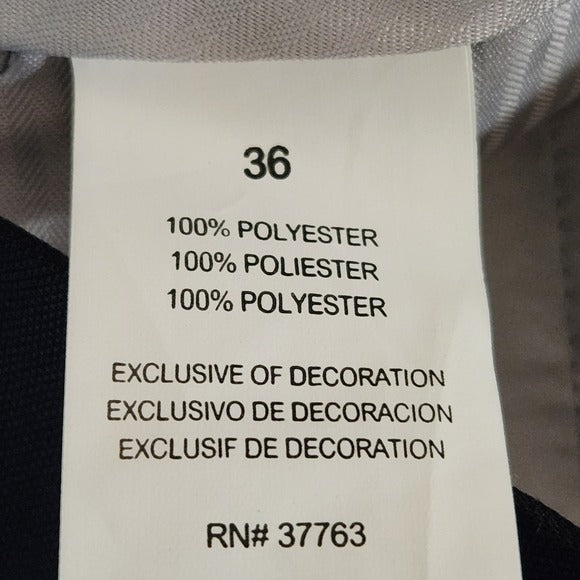 36
100% POLYESTER
100% POLIESTER
100% POLYESTER
EXCLUSIVE OF DECORATION
EXCLUSIVO DE DECORACION
EXCLUSIF DE DECORATION
RN# 37763